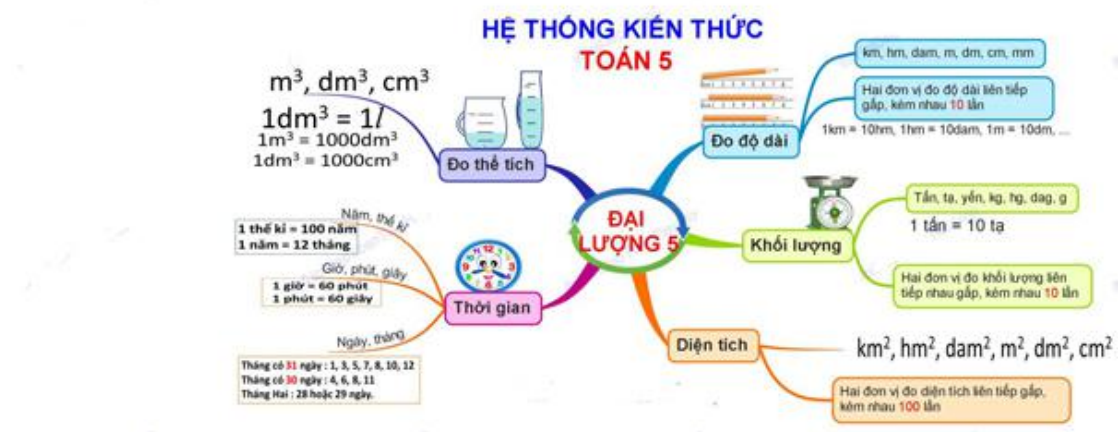 HỆ THỐNG KIẾN THỨC
TOÁN 5
ĐẠI
LƯỢNG 5
Đo độ dài
km, hm, dam, m, dm, cm, mm
Hai đơn vị đo độ dài liên tiếp
gấp, kém nhau 10 lần
1km = 10hm, 1hm = 10dam, 1m = 10dm, ...
Khối lượng
Tấn, tạ, yến, kg, hg, dag, g
1 tấn = 10 tạ
Hai đơn vị đo khối lượng liên
tiếp nhau gấp, kém nhau 10 lần
Diện tích
km², hm², dam², m², dm², cm²
Hai đơn vị đo diện tích liên tiếp gấp,
kém nhau 100 lần
Thời gian
Năm, thế kỉ
1 thế kỉ = 100 năm
1 năm = 12 tháng
Giờ, phút, giây
1 giờ = 60 phút
1 phút = 60 giây
Ngày, tháng
Tháng có 31 ngày : 1, 3, 5, 7, 8, 10, 12
Tháng có 30 ngày : 4, 6, 8, 11
Tháng Hai : 28 hoặc 29 ngày.
Đo thể tích
m³, dm³, cm³
1dm³ = 1l
1m³ = 1000dm³
1dm³ = 1000cm³